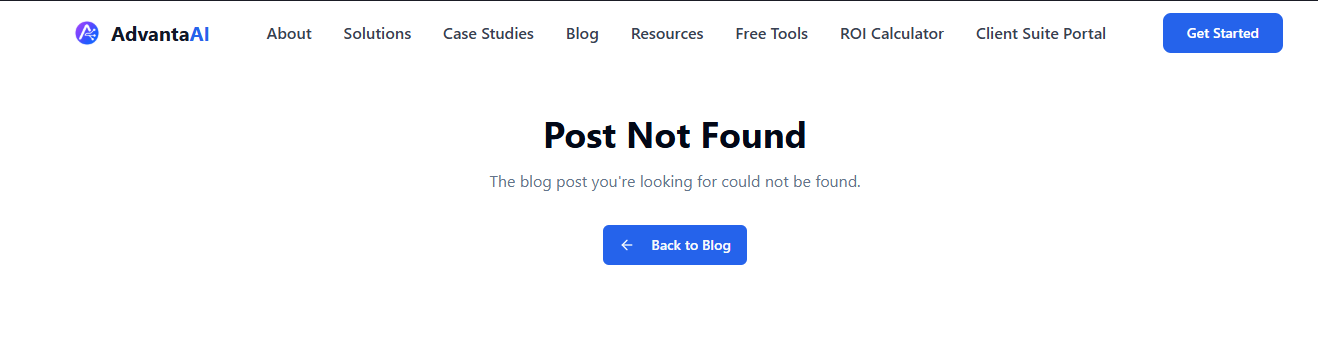 AdvantaAI About Solutions Case Studies Blog Resources Free Tools ROI Calculator Client Suite Portal Get Started
Post Not Found
The blog post you're looking for could not be found.
← Back to Blog